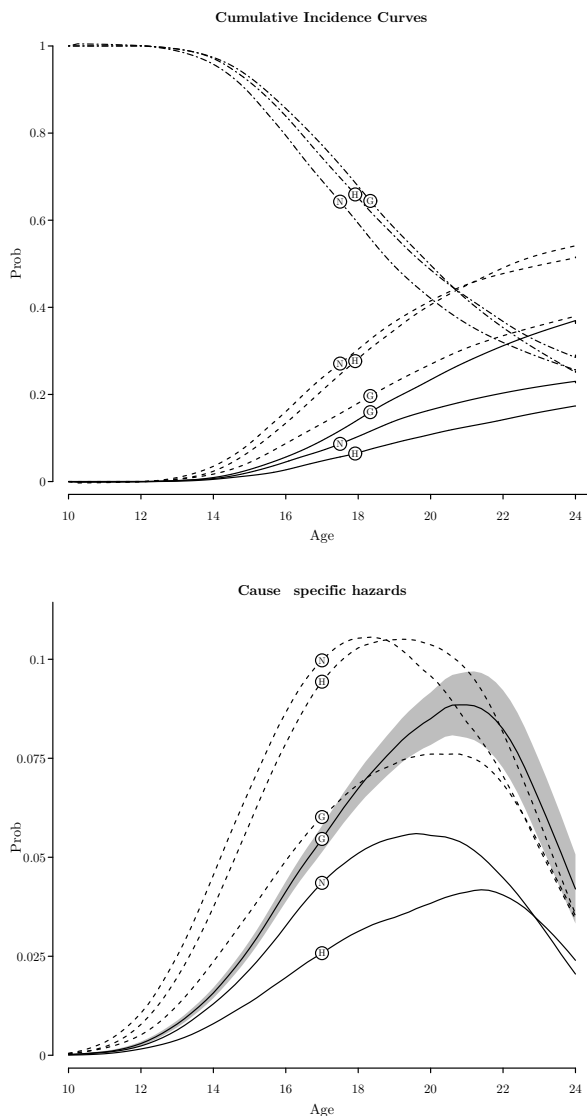 Cumulative Incidence Curves
1
0.8
0.6
0.4
0.2
0
Prob
N
H
G
N
H
G
G
N
H
10 12 14 16 18 20 22 24
Age
Cause specific hazards
0.1
0.075
0.05
0.025
0
Prob
N
H
G
G
N
H
10 12 14 16 18 20 22 24
Age